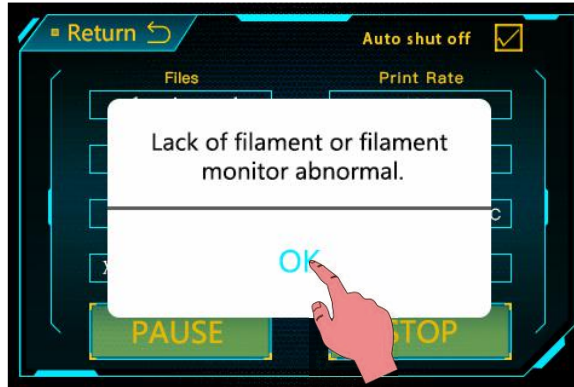 Return
Auto shut off
Files
Print Rate
Lack of filament or filament
monitor abnormal.
C
X
OK
PAUSE
STOP